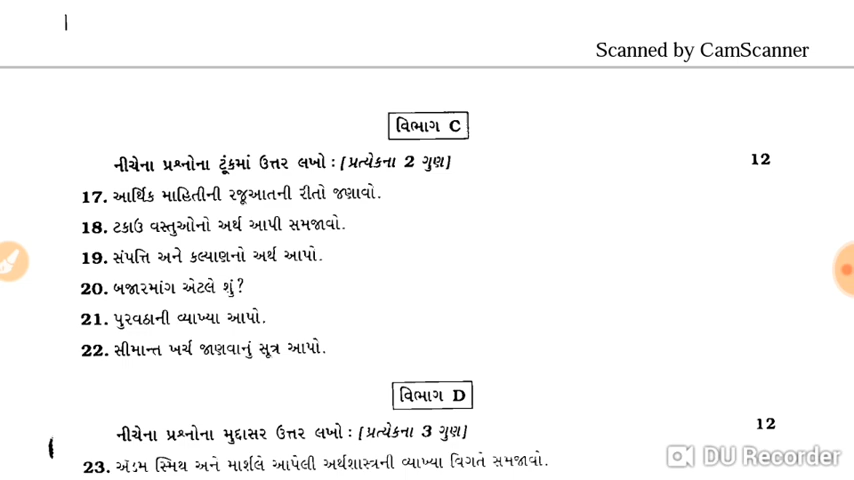 Scanned by CamScanner
વિભાગ C
નીચેના પ્રશ્નોના ટૂંકમાં ઉત્તર લખો : [પ્રત્યેકના 2 ગુણ] 12
17. આર્થિક માહિતીની રજૂઆતની રીતો જણાવો.
18. ટકાઉ વસ્તુઓનો અર્થ આપી સમજાવો.
19. સંપત્તિ અને કલ્યાણનો અર્થ આપો.
20. બજારમાંગ એટલે શું?
21. પુરવઠાની વ્યાખ્યા આપો.
22. સીમાન્ત ખર્ચ જાણવાનું સૂત્ર આપો.
વિભાગ D
નીચેના પ્રશ્નોના મુદ્દાસર ઉત્તર લખો : [પ્રત્યેકના 3 ગુણ] 12
23. ઍડમ સ્મિથ અને માર્શલે આપેલી અર્થશાસ્ત્રની વ્યાખ્યા વિગતે સમજાવો.
DU Recorder